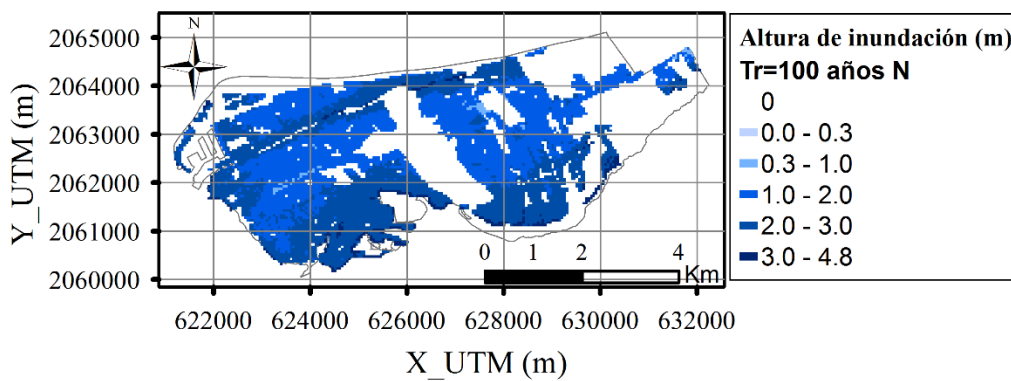 N
2065000
2064000
2063000
2062000
2061000
2060000
Y_UTM (m)
0 1 2 4
Km
622000 624000 626000 628000 630000 632000
X_UTM (m)
Altura de inundación (m)
Tr=100 años N
0
0.0 - 0.3
0.3 - 1.0
1.0 - 2.0
2.0 - 3.0
3.0 - 4.8